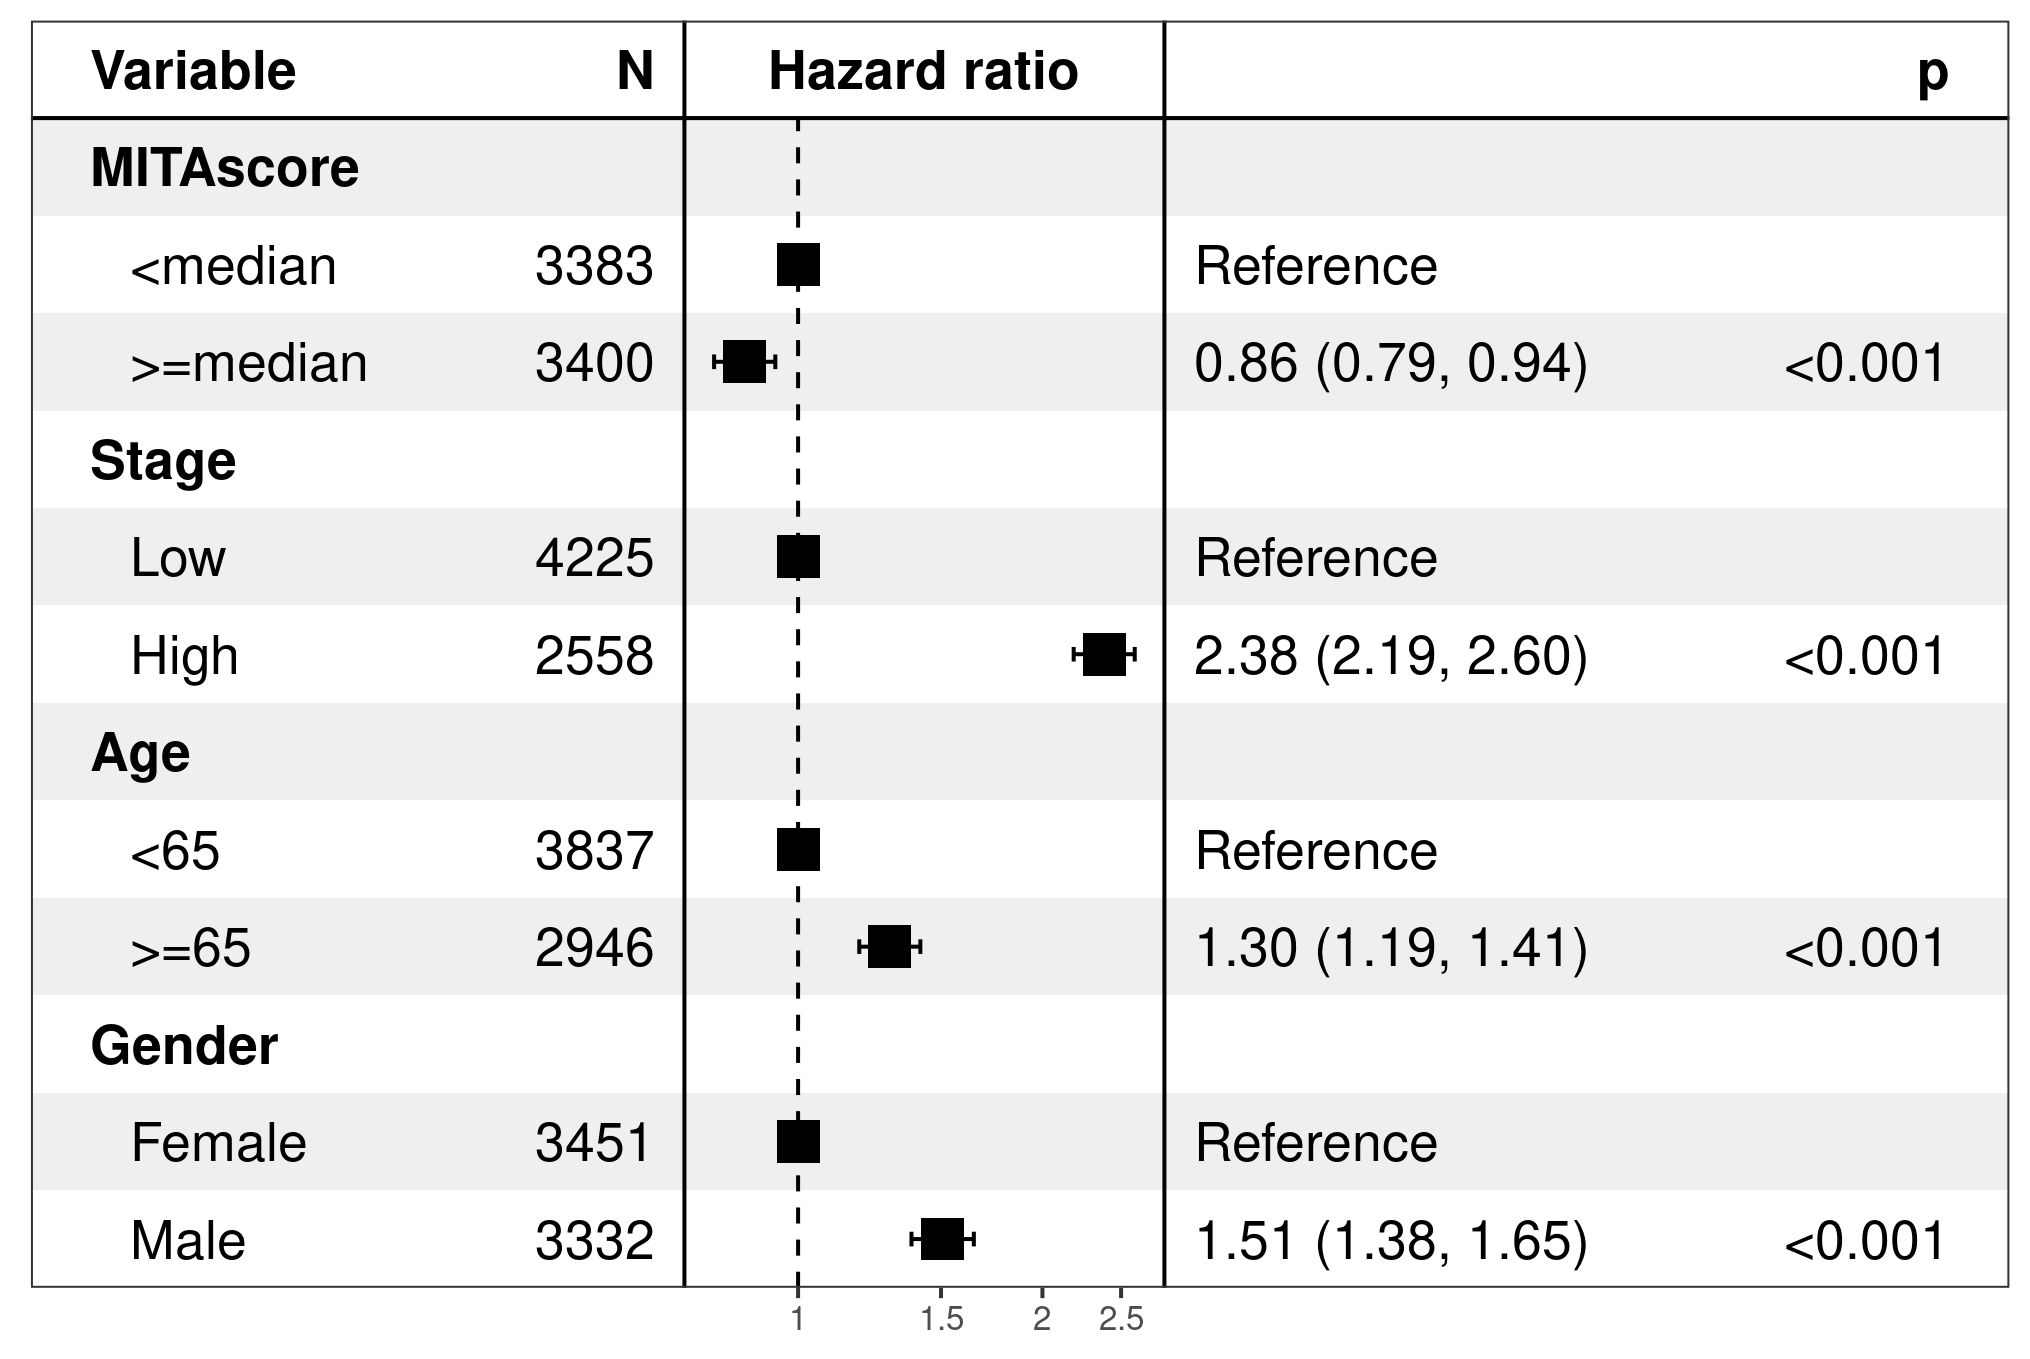 Variable N Hazard ratio p
MITAscore
<median 3383 Reference
>=median 3400 0.86 (0.79, 0.94) <0.001
Stage
Low 4225 Reference
High 2558 2.38 (2.19, 2.60) <0.001
Age
<65 3837 Reference
>=65 2946 1.30 (1.19, 1.41) <0.001
Gender
Female 3451 Reference
Male 3332 1.51 (1.38, 1.65) <0.001
1 1.5 2 2.5